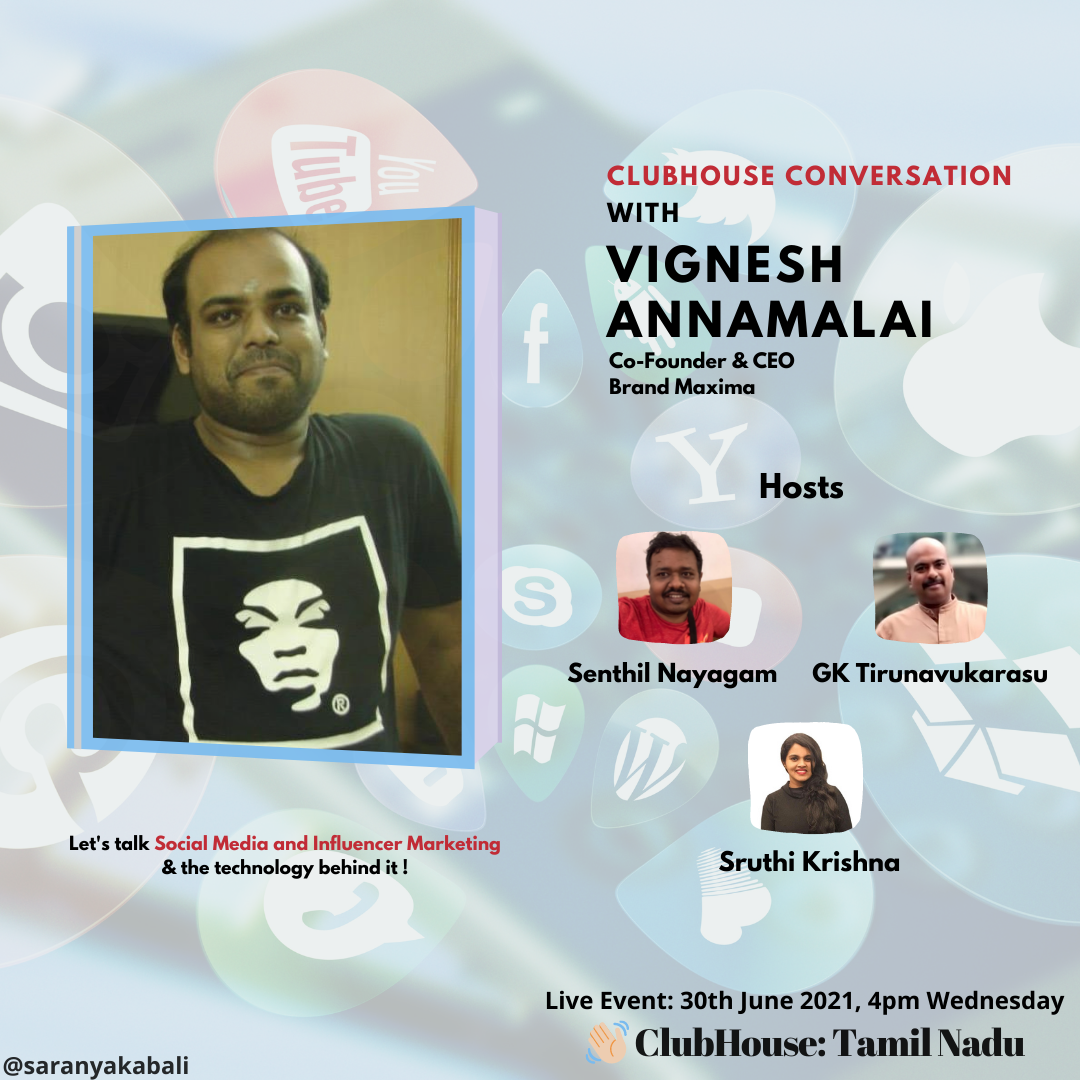 You
Tube
CLUBHOUSE CONVERSATION
WITH
VIGNESH
ANNAMALAI
Co-Founder & CEO
Brand Maxima
Hosts
Senthil Nayagam
GK Tirunavukarasu
Sruthi Krishna
Let's talk Social Media and Influencer Marketing
& the technology behind it !
Live Event: 30th June 2021, 4pm Wednesday
ClubHouse: Tamil Nadu
@saranyakabali
f
Y
S
W
®